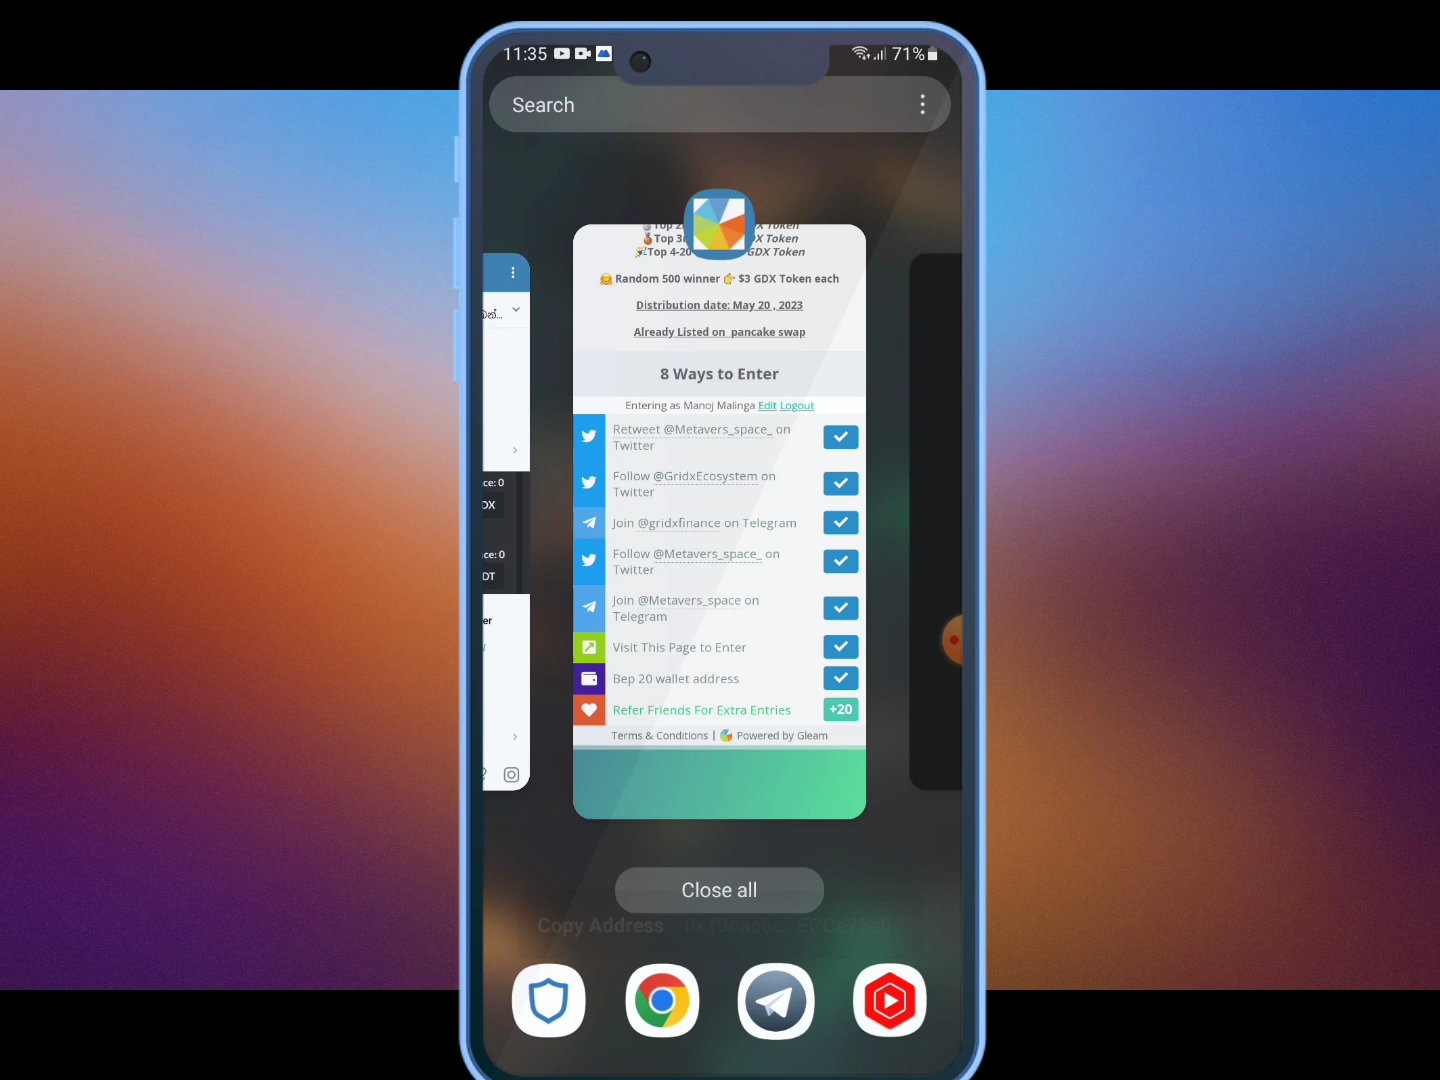 11:35
71%
Search
Top 3
Top 4-20
GDX Token
Random 500 winner 👉 $3 GDX Token each
Distribution date: May 20 , 2023
Already Listed on pancake swap
8 Ways to Enter
Entering as Manoj Malinga Edit Logout
Retweet @Metavers_space_ on
Twitter
Follow @GridxEcosystem on
Twitter
Join @gridxfinance on Telegram
Follow @Metavers_space_ on
Twitter
Join @Metavers_space on
Telegram
Visit This Page to Enter
Bep 20 wallet address
Refer Friends For Extra Entries
+20
Terms & Conditions | Powered by Gleam
ce: 0
DX
ce: 0
DT
er
Close all
Copy Address